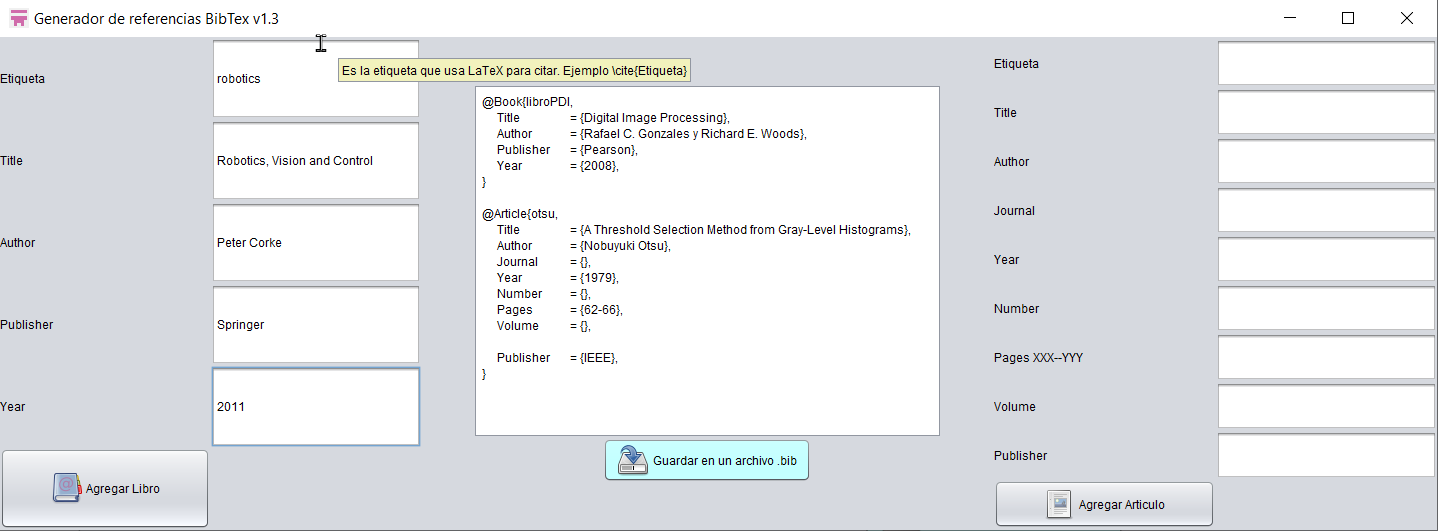 Generador de referencias BibTex v1.3
Etiqueta
robotics
Title
Robotics, Vision and Control
Author
Peter Corke
Publisher
Springer
Year
2011
Agregar Libro
Es la etiqueta que usa LaTeX para citar. Ejemplo \cite{Etiqueta}
@Book{libroPDI,
Title = {Digital Image Processing},
Author = {Rafael C. Gonzales y Richard E. Woods},
Publisher = {Pearson},
Year = {2008},
}
@Article{otsu,
Title = {A Threshold Selection Method from Gray-Level Histograms},
Author = {Nobuyuki Otsu},
Journal = {},
Year = {1979},
Number = {},
Pages = {62-66},
Volume = {},
Publisher = {IEEE},
}
Guardar en un archivo .bib
Etiqueta
Title
Author
Journal
Year
Number
Pages XXX--YYY
Volume
Publisher
Agregar Articulo